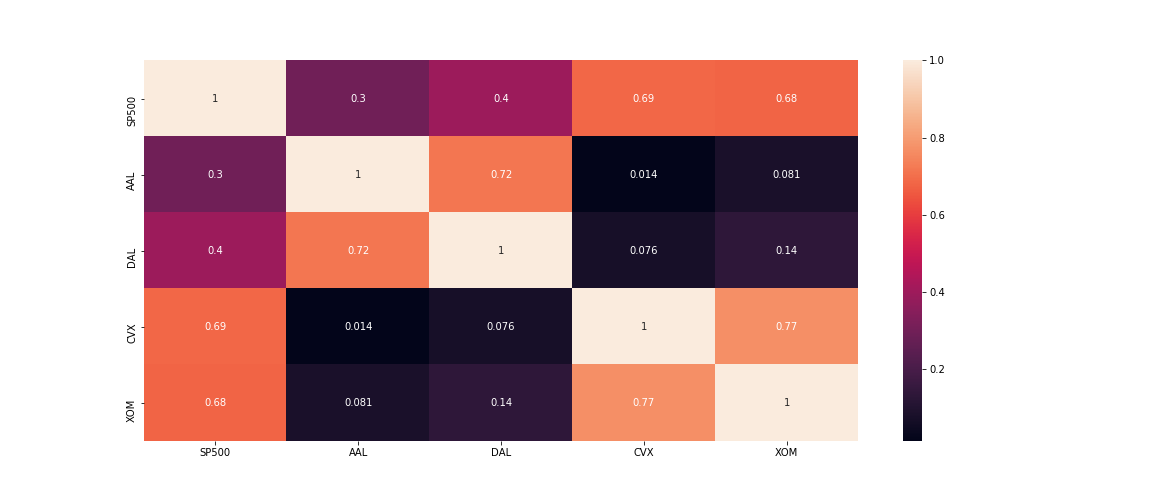 SP500 1 0.3 0.4 0.69 0.68
AAL 0.3 1 0.72 0.014 0.081
DAL 0.4 0.72 1 0.076 0.14
CVX 0.69 0.014 0.076 1 0.77
XOM 0.68 0.081 0.14 0.77 1
SP500 AAL DAL CVX XOM
1.0
0.8
0.6
0.4
0.2